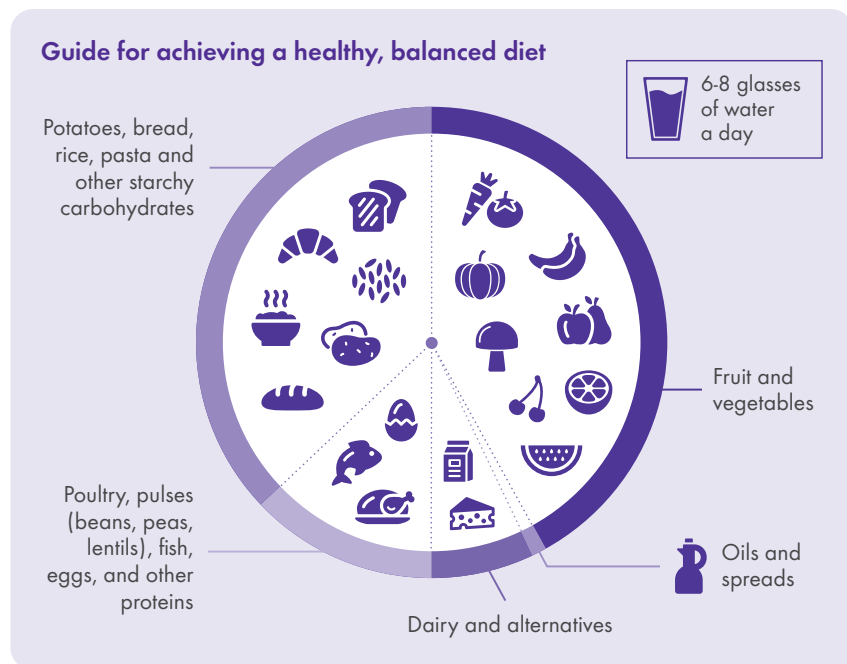 Guide for achieving a healthy, balanced diet
6-8 glasses
of water
a day
Potatoes, bread,
rice, pasta and
other starchy
carbohydrates
Fruit and
vegetables
Poultry, pulses
(beans, peas,
lentils), fish,
eggs, and other
proteins
Oils and
spreads
Dairy and alternatives